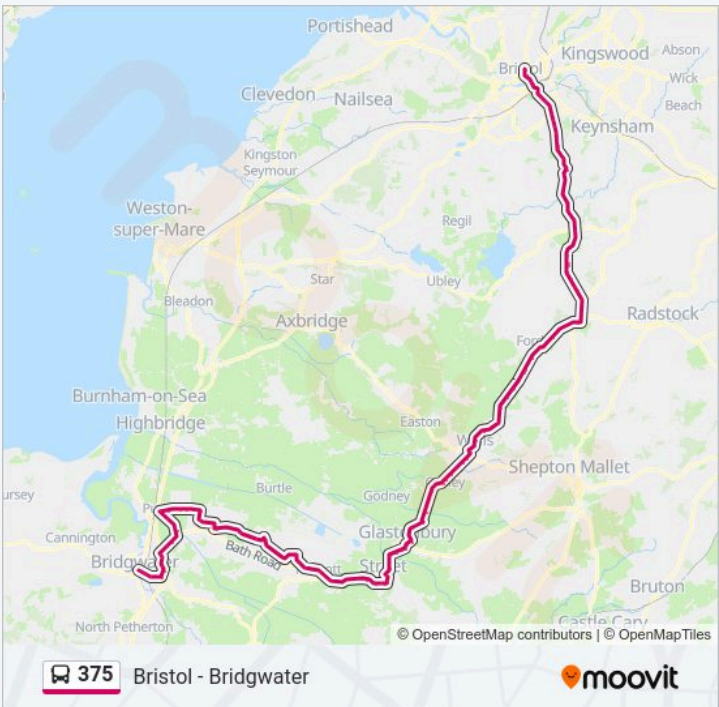 Portishead
Kingswood
Abson
Bristol
Wick
Clevedon
Nailsea
Beach
Keynsham
Kingston
Seymour
Weston-
super-Mare
Regil
Star
Ubley
Bleadon
Axbridge
Radstock
Burnham-on-Sea
Highbridge
Easton
Wells
Shepton Mallet
Burtle
Godney
Cannington
Glastonbury
Bath Road
Street
Bridgwater
Bruton
North Petherton
Castle Cary
© OpenStreetMap contributors | © OpenMapTiles
375 Bristol - Bridgwater
moovit